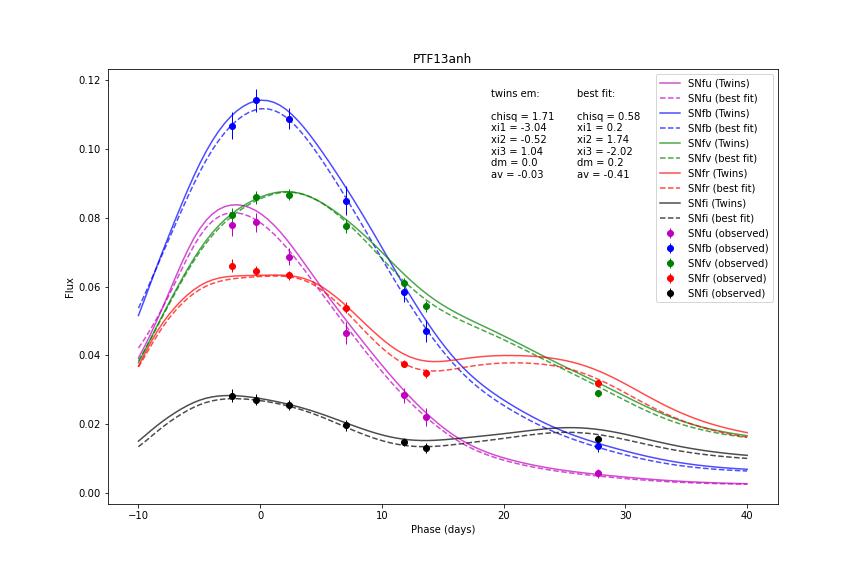 PTF13anh
twins em:
chisq = 1.71
xi1 = -3.04
xi2 = -0.52
xi3 = 1.04
dm = 0.0
av = -0.03
best fit:
chisq = 0.58
xi1 = 0.2
xi2 = 1.74
xi3 = -2.02
dm = 0.2
av = -0.41
SNfu (Twins)
SNfu (best fit)
SNfb (Twins)
SNfb (best fit)
SNfv (Twins)
SNfv (best fit)
SNfr (Twins)
SNfr (best fit)
SNfi (Twins)
SNfi (best fit)
SNfu (observed)
SNfb (observed)
SNfv (observed)
SNfr (observed)
SNfi (observed)
Flux
0.12
0.10
0.08
0.06
0.04
0.02
0.00
−10
0
10
20
30
40
Phase (days)